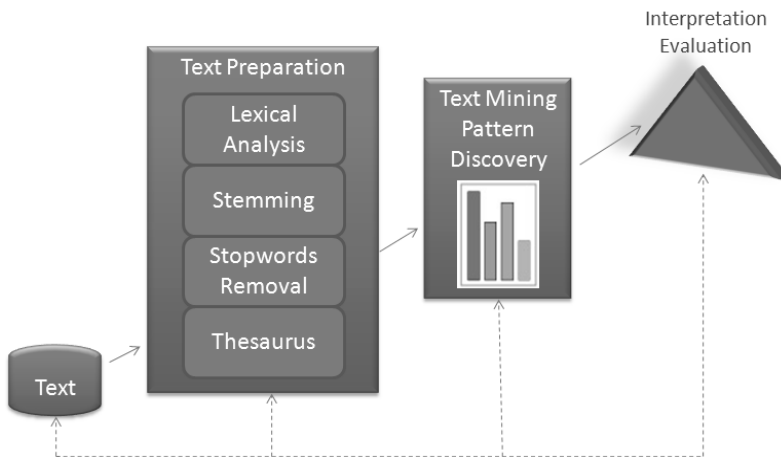 Interpretation
Evaluation
Text Preparation
Lexical
Analysis
Stemming
Stopwords
Removal
Thesaurus
Text Mining
Pattern
Discovery
Text